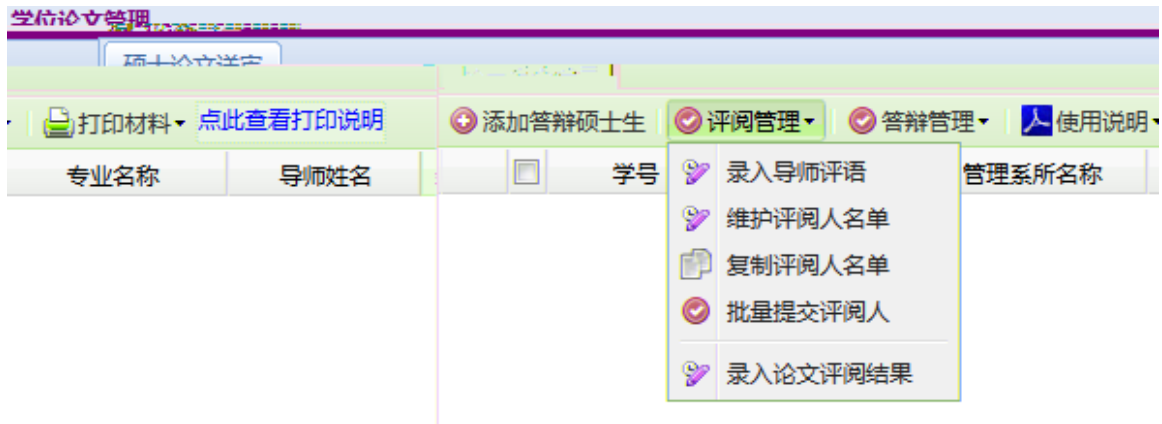 学位论文管理
硕士论文送审
打印材料 点此查看打印说明 添加答辩硕士生 评阅管理 答辩管理 使用说明
专业名称 导师姓名 学号 管理系所名称
录入导师评语
维护评阅人名单
复制评阅人名单
批量提交评阅人
录入论文评阅结果